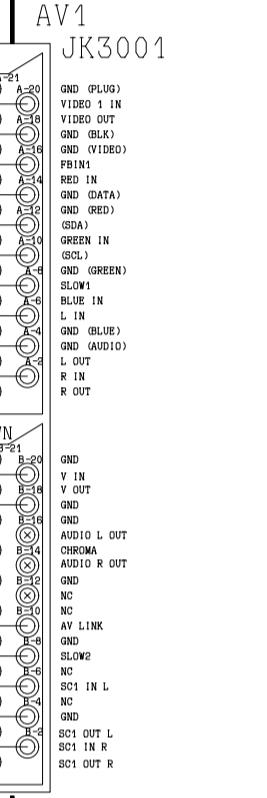 AV1
JK3001
A-21
A-20
GND (PLUG)
VIDEO 1 IN
A-18
VIDEO OUT
GND (BLK)
A-16
GND (VIDEO)
FBIN1
A-14
RED IN
GND (DATA)
A-12
GND (RED)
(SDA)
A-10
GREEN IN
(SCL)
A-8
GND (GREEN)
SLOW1
A-6
BLUE IN
L IN
A-4
GND (BLUE)
GND (AUDIO)
A-2
L OUT
R IN
R OUT
B-21
B-20
GND
V IN
B-18
V OUT
GND
B-16
GND
AUDIO L OUT
B-14
CHROMA
AUDIO R OUT
B-12
GND
NC
B-10
NC
AV LINK
B-8
GND
SLOW2
B-6
NC
SC1 IN L
B-4
NC
GND
B-2
SC1 OUT L
SC1 IN R
SC1 OUT R